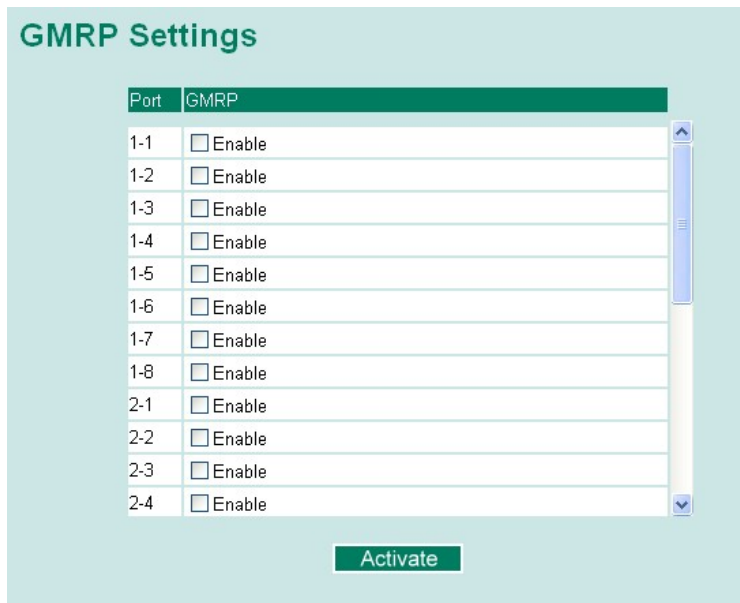 GMRP Settings
Port GMRP
1-1 Enable
1-2 Enable
1-3 Enable
1-4 Enable
1-5 Enable
1-6 Enable
1-7 Enable
1-8 Enable
2-1 Enable
2-2 Enable
2-3 Enable
2-4 Enable
Activate